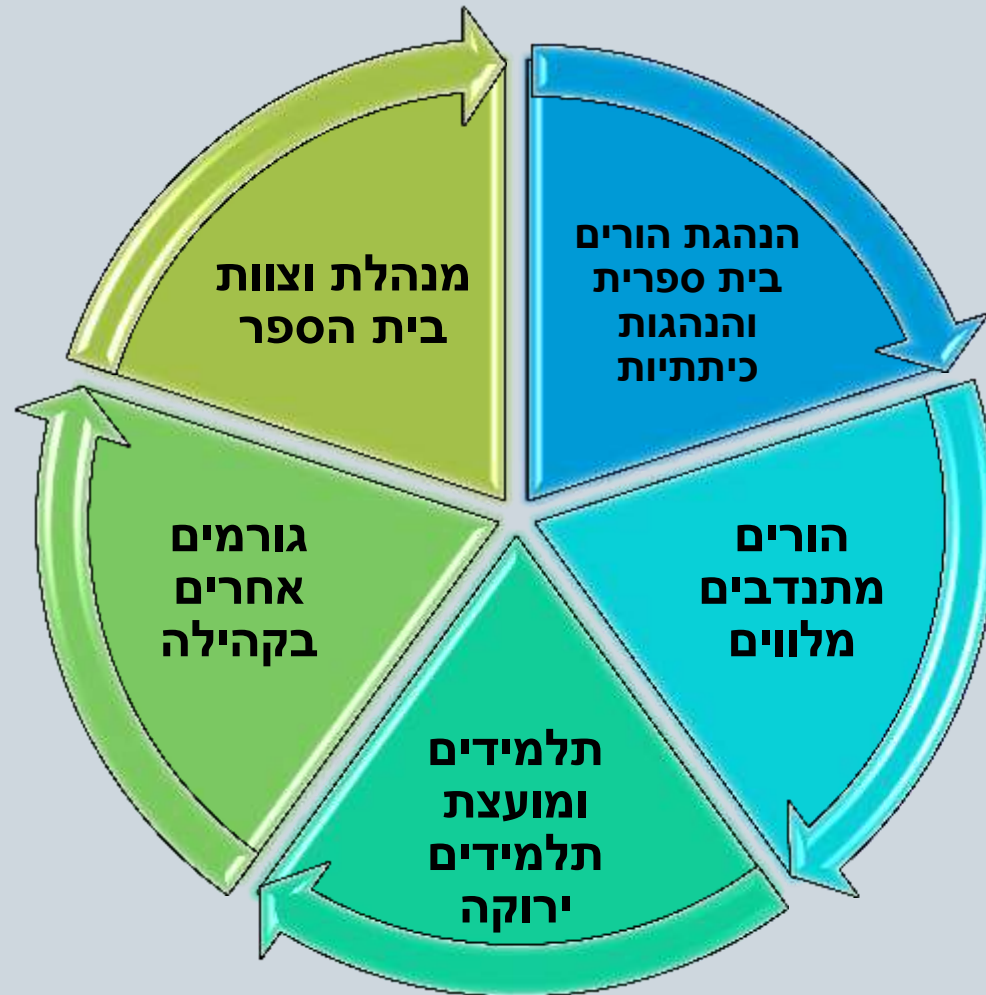 הנהגת הורים
בית ספרית
והנהגות
כיתתיות
הורים
מתנדבים
מלווים
תלמידים
ומועצת
תלמידים
ירוקה
גורמים
אחרים
בקהילה
מנהלת וצוות
בית הספר